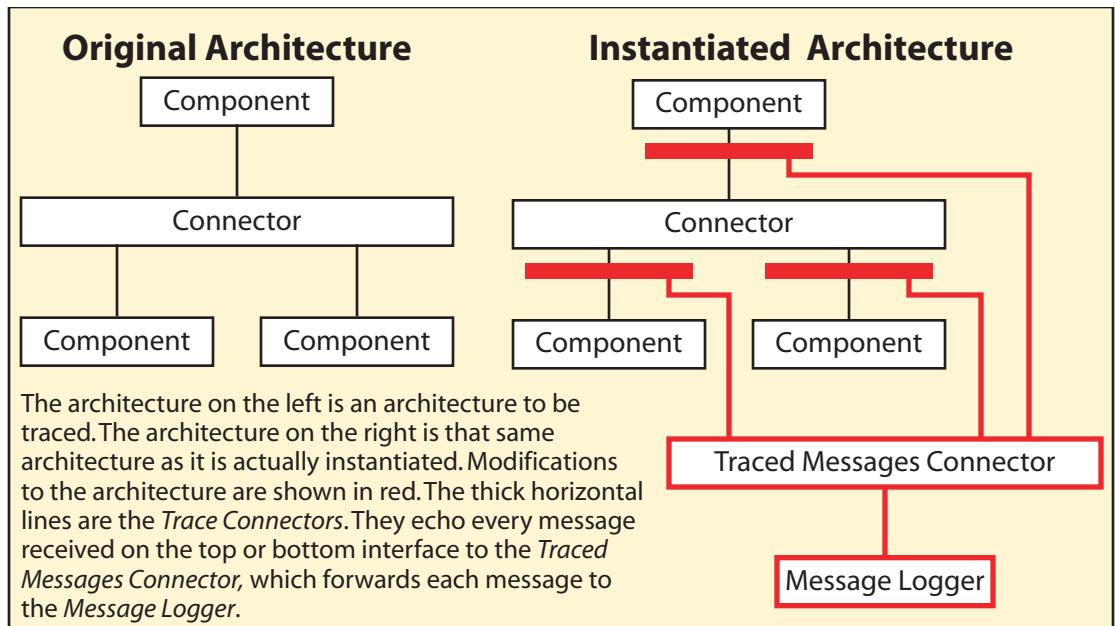 Original Architecture
Component
Connector
Component
Component
The architecture on the left is an architecture to be
traced. The architecture on the right is that same
architecture as it is actually instantiated. Modifications
to the architecture are shown in red. The thick horizontal
lines are the Trace Connectors. They echo every message
received on the top or bottom interface to the Traced
Messages Connector, which forwards each message to
the Message Logger.
Instantiated Architecture
Component
Connector
Component
Component
Traced Messages Connector
Message Logger